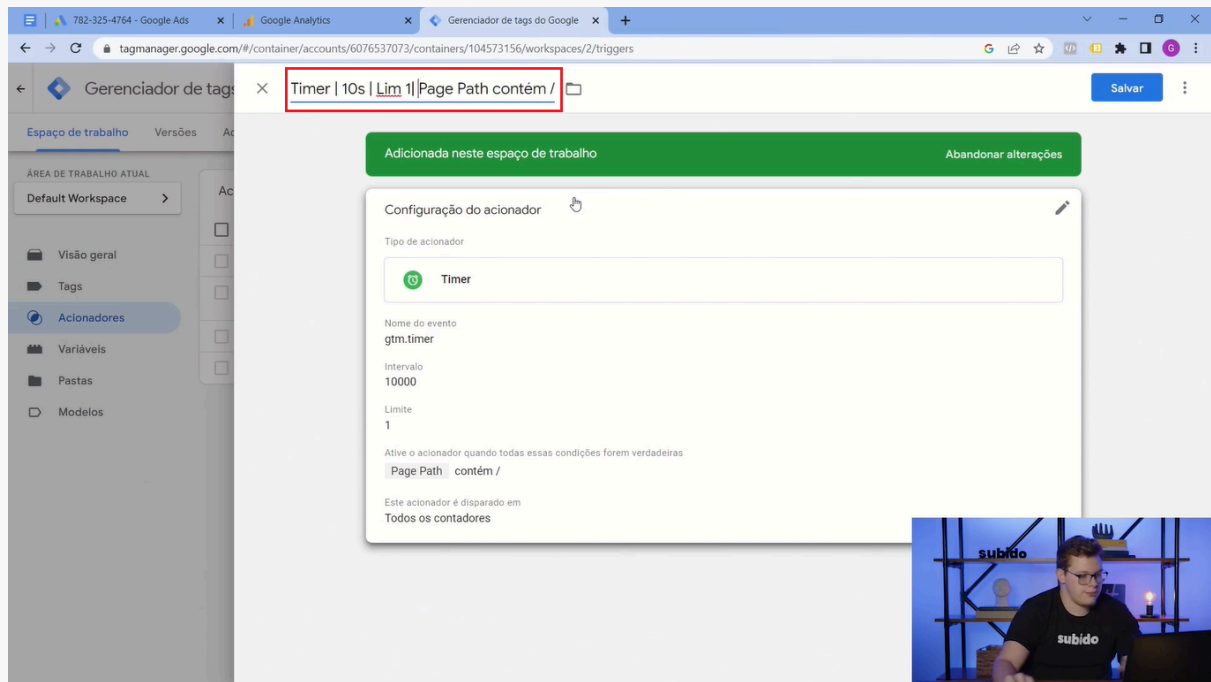 782-325-4764 - Google Ads
Google Analytics
Gerenciador de tags do Google
tagmanager.google.com/#/container/accounts/6076537073/containers/104573156/workspaces/2/triggers
G
Gerenciador de tags
Timer | 10s | Lim 1| Page Path contém /
Salvar
Espaço de trabalho Versões
Adicionada neste espaço de trabalho Abandonar alterações
ÁREA DE TRABALHO ATUAL
Default Workspace
Configuração do acionador
Tipo de acionador
Timer
Visão geral
Tags
Acionadores
Variáveis
Pastas
Modelos
Nome do evento
gtm.timer
Intervalo
10000
Limite
1
Ative o acionador quando todas essas condições forem verdadeiras
Page Path contém /
Este acionador é disparado em
Todos os contadores
subido
subido